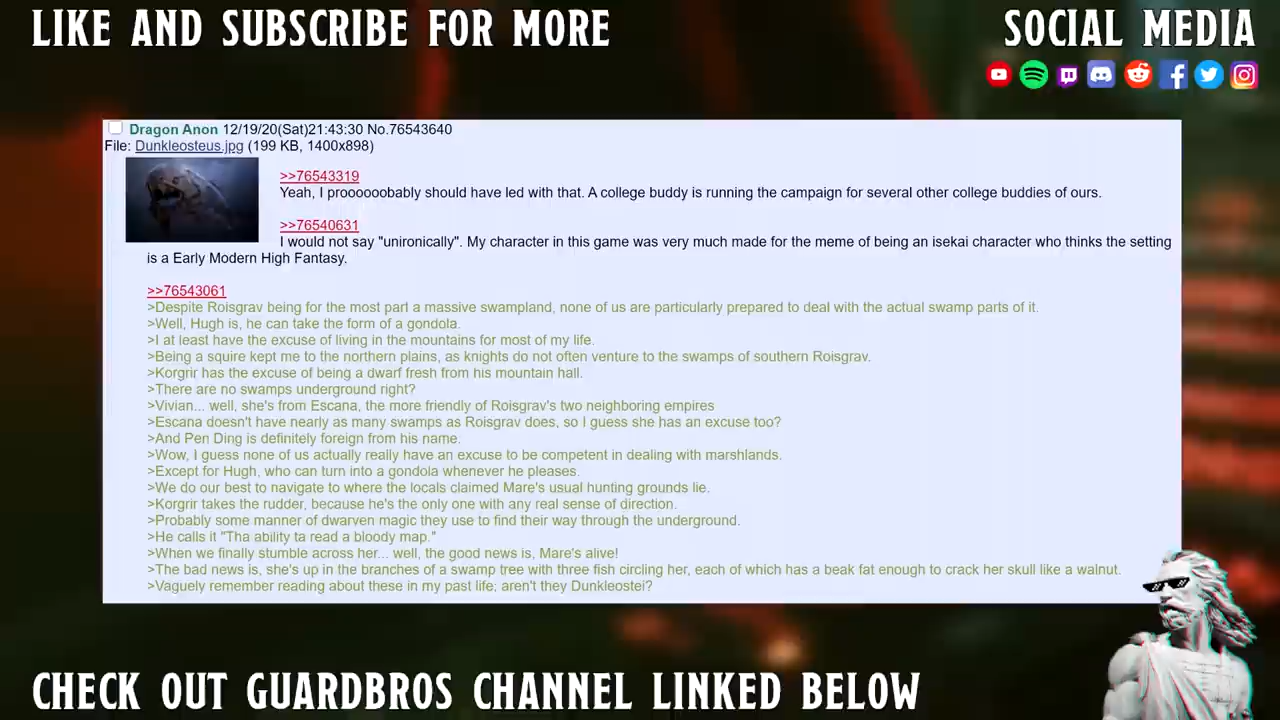 LIKE AND SUBSCRIBE FOR MORE
SOCIAL MEDIA
Dragon Anon 12/19/20(Sat)21:43:30 No.76543640
File: Dunkleosteus.jpg (199 KB, 1400x898)
>>76543319
Yeah, I proooooobably should have led with that. A college buddy is running the campaign for several other college buddies of ours.
>>76540631
I would not say "unironically". My character in this game was very much made for the meme of being an isekai character who thinks the setting
is a Early Modern High Fantasy.
>>76543061
>Despite Roisgrav being for the most part a massive swampland, none of us are particularly prepared to deal with the actual swamp parts of it.
>Well, Hugh is, he can take the form of a gondola.
>I at least have the excuse of living in the mountains for most of my life.
>Being a squire kept me to the northern plains, as knights do not often venture to the swamps of southern Roisgrav.
>Korgrir has the excuse of being a dwarf fresh from his mountain hall.
>There are no swamps underground right?
>Vivian... well, she's from Escana, the more friendly of Roisgrav's two neighboring empires
>Escana doesn't have nearly as many swamps as Roisgrav does, so I guess she has an excuse too?
>And Pen Ding is definitely foreign from his name.
>Wow, I guess none of us actually really have an excuse to be competent in dealing with marshlands.
>Except for Hugh, who can turn into a gondola whenever he pleases.
>We do our best to navigate to where the locals claimed Mare's usual hunting grounds lie.
>Korgrir takes the rudder, because he's the only one with any real sense of direction.
>Probably some manner of dwarven magic they use to find their way through the underground.
>He calls it "Tha ability ta read a bloody map."
>When we finally stumble across her... well, the good news is, Mare's alive!
>The bad news is, she's up in the branches of a swamp tree with three fish circling her, each of which has a beak fat enough to crack her skull like a walnut.
>Vaguely remember reading about these in my past life; aren't they Dunkleostei?
CHECK OUT GUARDBROS CHANNEL LINKED BELOW